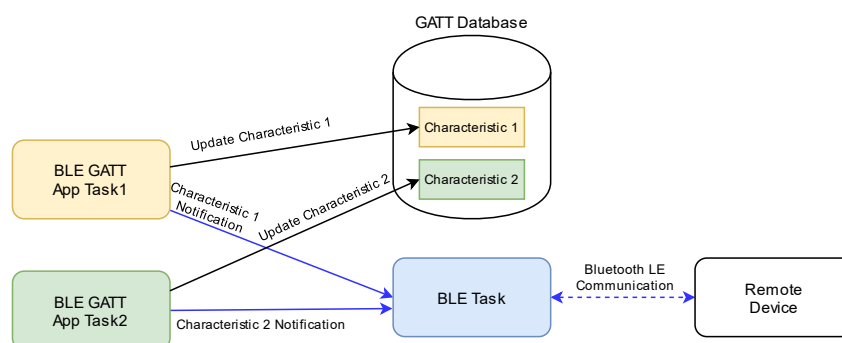 GATT Database
Characteristic 1
Characteristic 2
Update Characteristic 1
BLE GATT
App Task1
Characteristic 1
Notification
Update Characteristic 2
BLE GATT
App Task2
Characteristic 2 Notification
BLE Task
Bluetooth LE
Communication
Remote
Device